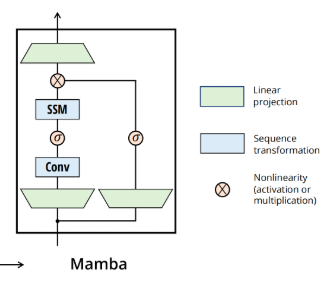 SSM
σ
σ
Conv
Linear
projection
Sequence
transformation
Nonlinearity
(activation or
multiplication)
Mamba